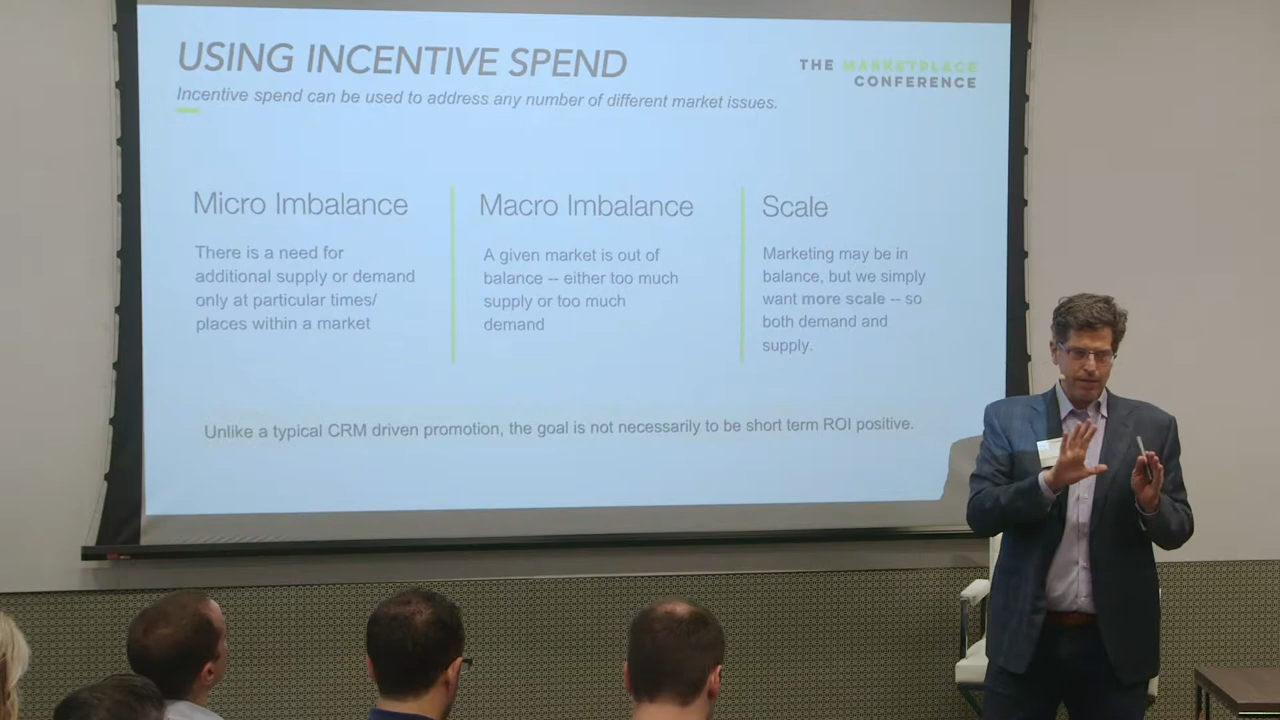 USING INCENTIVE SPEND
Incentive spend can be used to address any number of different market issues.
THE MARKETPLACE
CONFERENCE
Micro Imbalance
There is a need for
additional supply or demand
only at particular times/
places within a market
Macro Imbalance
A given market is out of
balance -- either too much
supply or too much
demand
Scale
Marketing may be in
balance, but we simply
want more scale -- so
both demand and
supply.
Unlike a typical CRM driven promotion, the goal is not necessarily to be short term ROI positive.